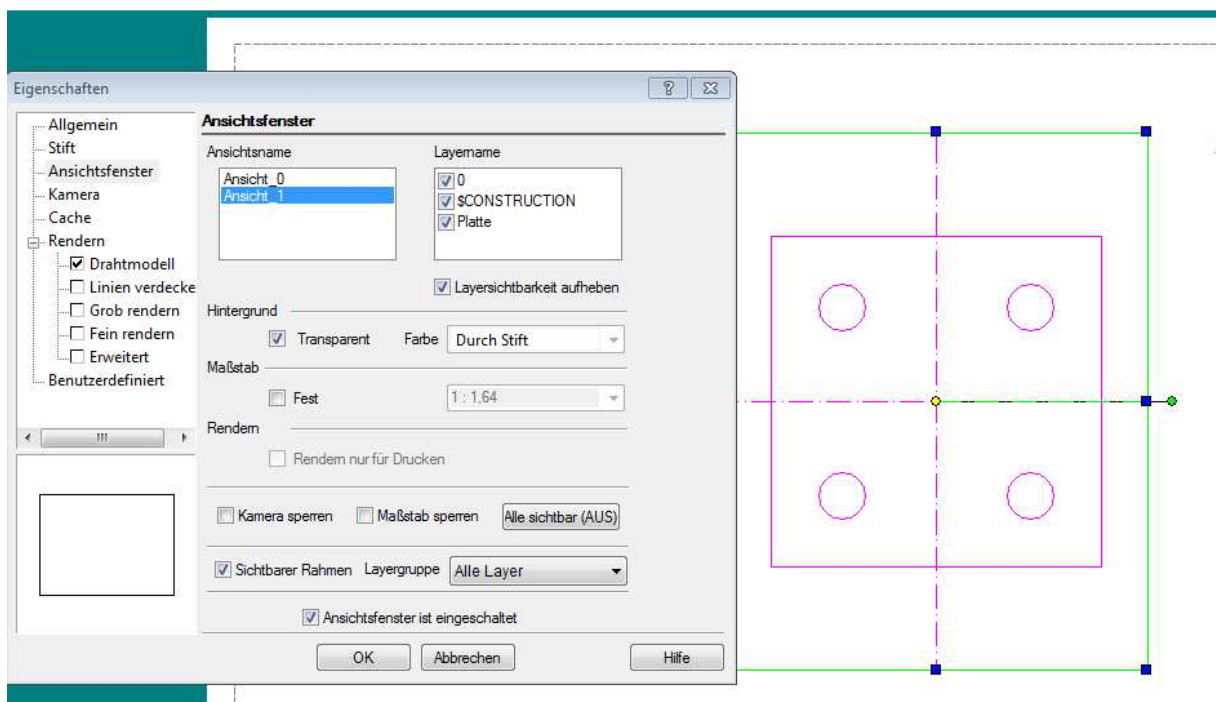 Eigenschaften
Allgemein
Stift
Ansichtsfenster
Kamera
Cache
Rendern
Drahtmodell
Linien verdecke
Grob rendern
Fein rendern
Erweitert
Benutzerdefiniert
Ansichtsfenster
Ansichtsname Layername
Ansicht_0
Ansicht_1
0
$CONSTRUCTION
Platte
Layersichtbarkeit aufheben
Hintergrund
Transparent Farbe Durch Stift
Maßstab
Fest 1 : 1,64
Rendern
Rendern nur für Drucken
Kamera sperren Maßstab sperren Alle sichtbar (AUS)
Sichtbarer Rahmen Layergruppe Alle Layer
Ansichtsfenster ist eingeschaltet
OK Abbrechen Hilfe